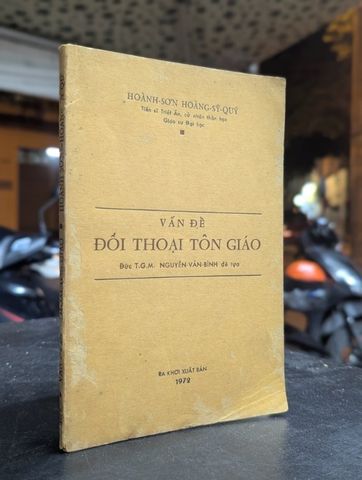 HOÀNH-SƠN HOÀNG-SỸ-QUÝ
Tiến sĩ Triết Ấn, cử nhân thần học
Giáo sư Đại học
VẤN ĐỀ
ĐỐI THOẠI TÔN GIÁO
Đức T.G.M. NGUYỄN-VĂN-BÌNH đề tựa
RA KHƠI XUẤT BẢN
1972